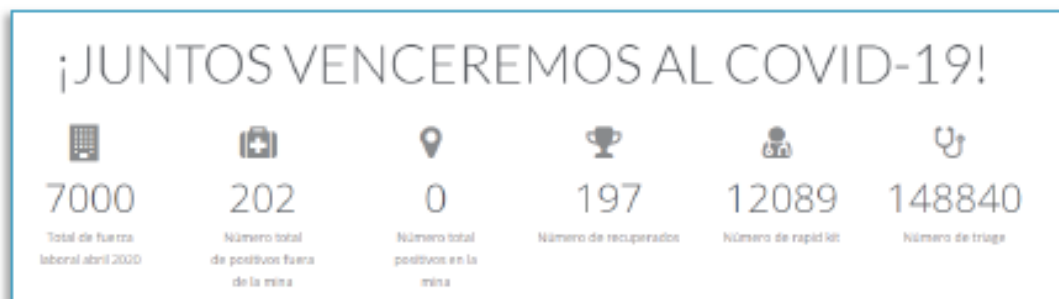 ¡JUNTOS VENCEREMOS AL COVID-19!
7000
Total de fuerza
laboral abril 2020
202
Número total
de positivos fuera
de la mina
0
Número total
positivos en la
mina
197
Número de recuperados
12089
Número de rapid kit
148840
Número de triage